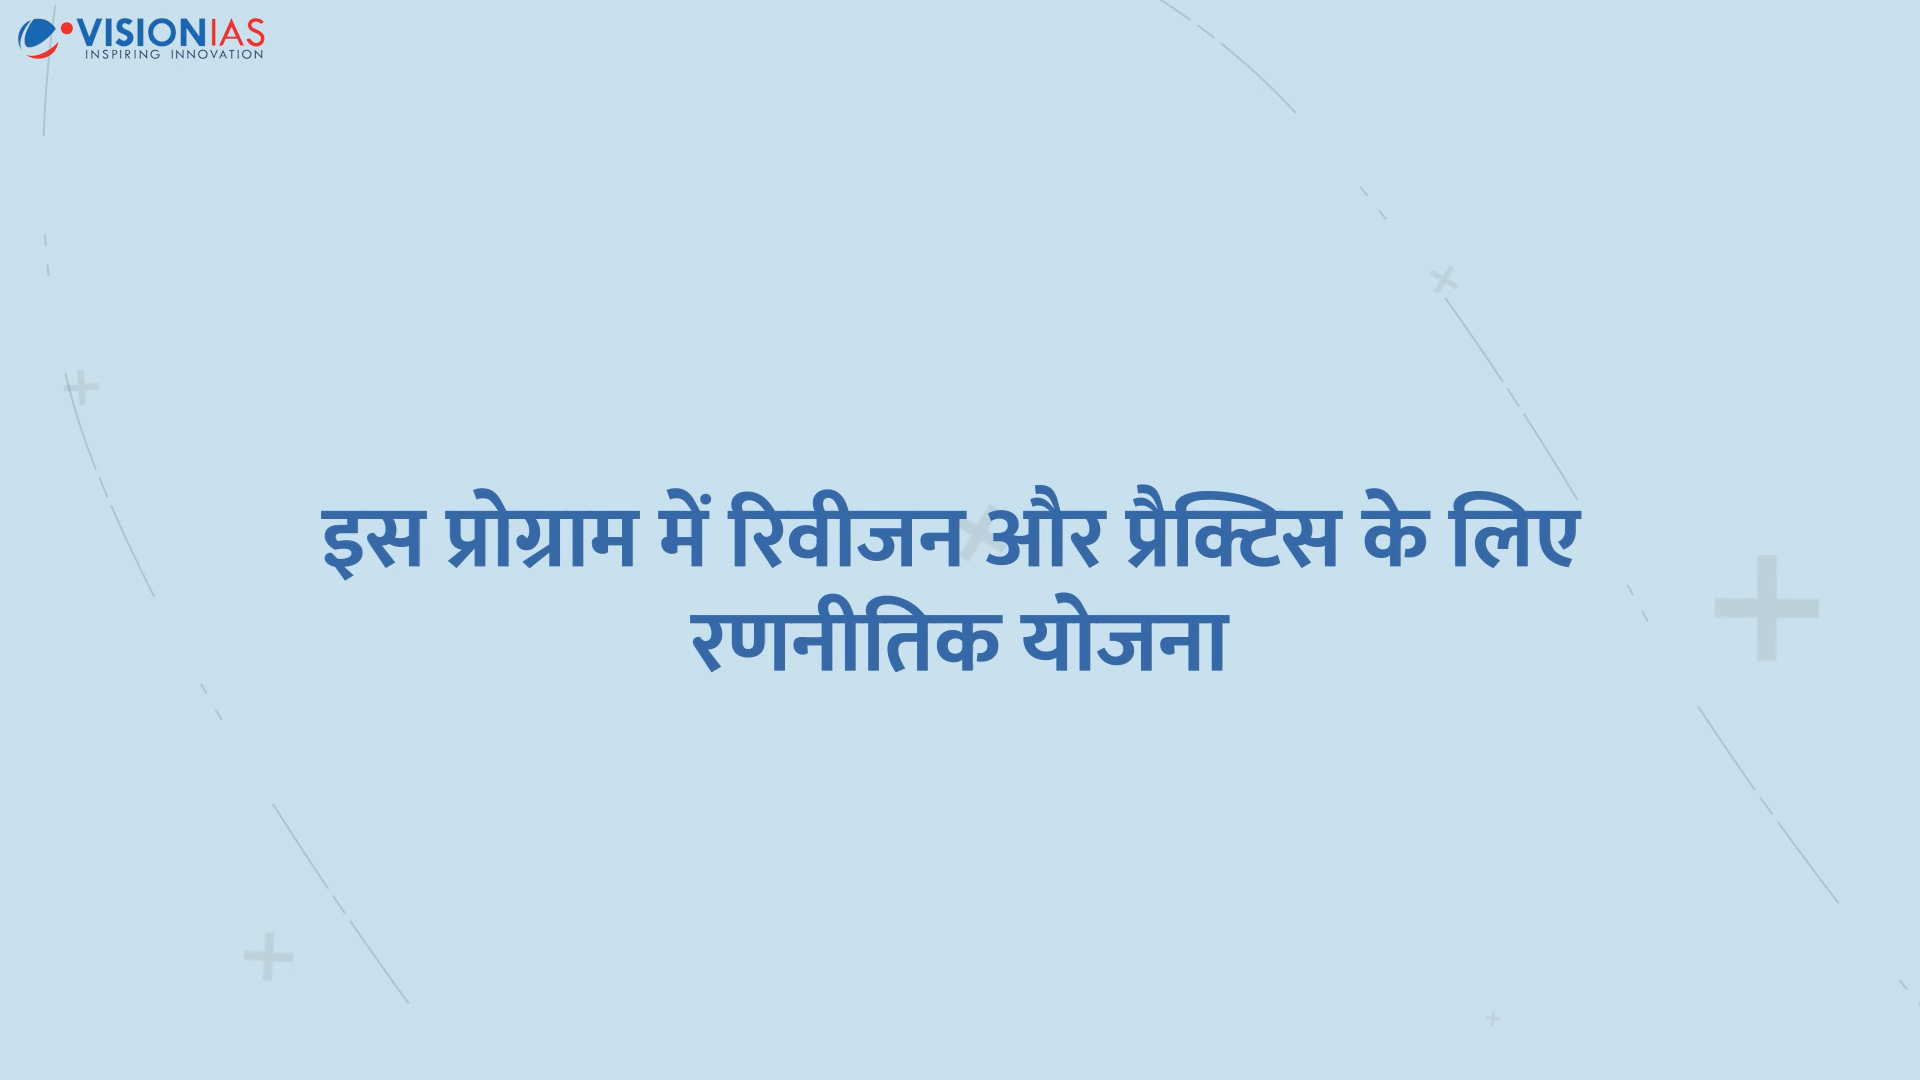 VISIONIAS
INSPIRING INNOVATION
इस प्रोग्राम में रिवीजन और प्रैक्टिस के लिए
रणनीतिक योजना